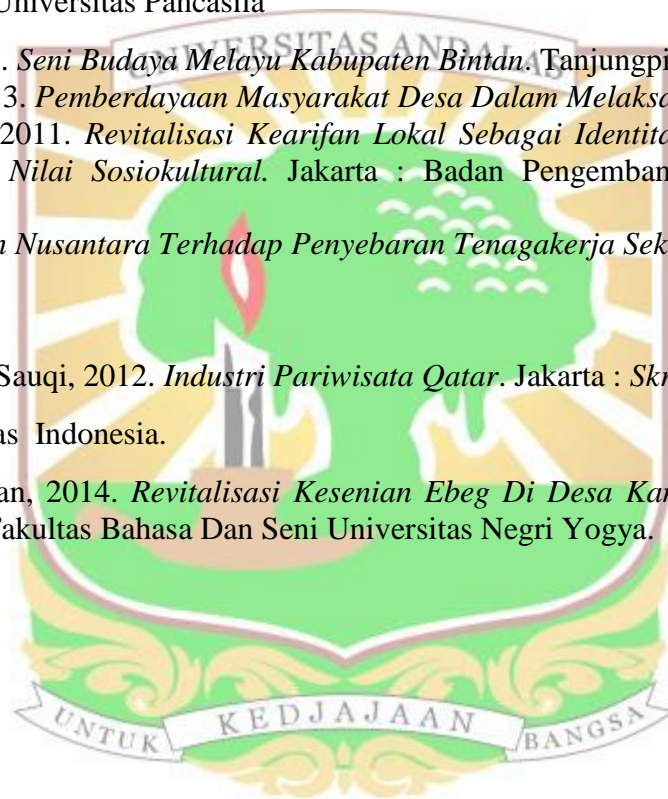 Universitas Pancasila
UNIVERSITAS ANDALAS
. Seni Budaya Melayu Kabupaten Bintan. Tanjungpi
3. Pemberdayaan Masyarakat Desa Dalam Melaksa
2011. Revitalisasi Kearifan Lokal Sebagai Identita
Nilai Sosiokultural. Jakarta : Badan Pengemban
n Nusantara Terhadap Penyebaran Tenagakerja Sek
Sauqi, 2012. Industri Pariwisata Qatar. Jakarta : Skr
as Indonesia.
an, 2014. Revitalisasi Kesenian Ebeg Di Desa Kar
Fakultas Bahasa Dan Seni Universitas Negri Yogya.
UNTUK KEDJAJAAN BANGSA